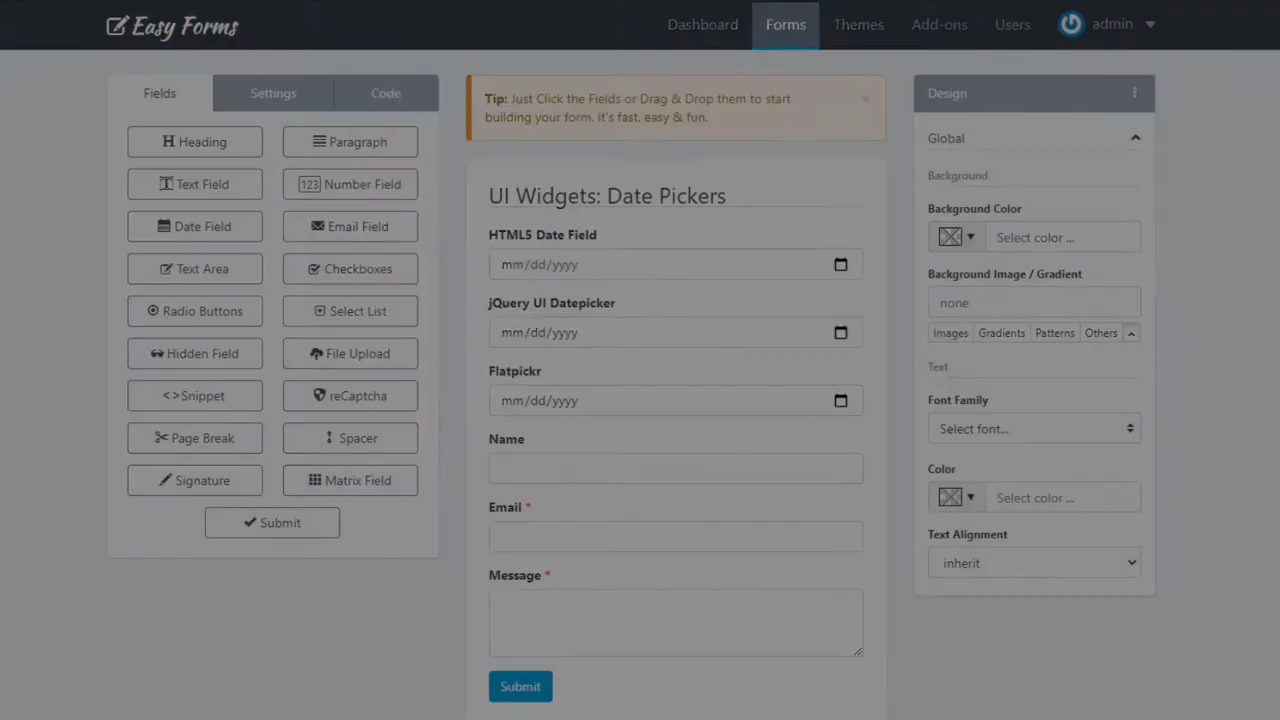 Easy Forms
Dashboard
Forms
Themes
Add-ons
Users
admin
Fields
Settings
Code
Heading
Paragraph
Text Field
123 Number Field
Date Field
Email Field
Text Area
Checkboxes
Radio Buttons
Select List
Hidden Field
File Upload
<>Snippet
reCaptcha
Page Break
Spacer
Signature
Matrix Field
Submit
Tip: Just Click the Fields or Drag & Drop them to start
building your form. It's fast, easy & fun.
×
UI Widgets: Date Pickers
HTML5 Date Field
mm/dd/yyyy
jQuery UI Datepicker
mm/dd/yyyy
Flatpickr
mm/dd/yyyy
Name
Email *
Message *
Submit
Design
Global
Background
Background Color
Select color ...
Background Image / Gradient
none
Images
Gradients
Patterns
Others
Text
Font Family
Select font...
Color
Select color ...
Text Alignment
inherit